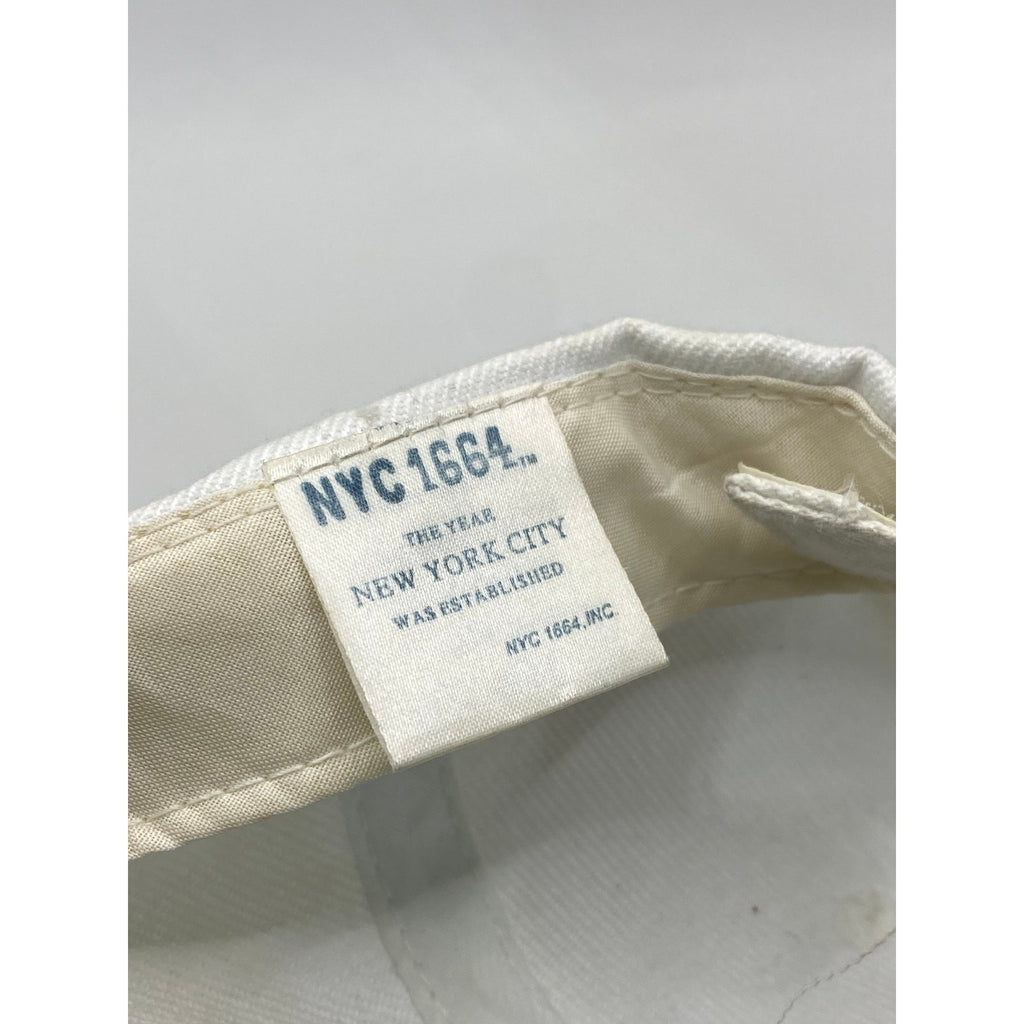 NYC 1664™
THE YEAR
NEW YORK CITY
WAS ESTABLISHED
NYC 1664, INC.